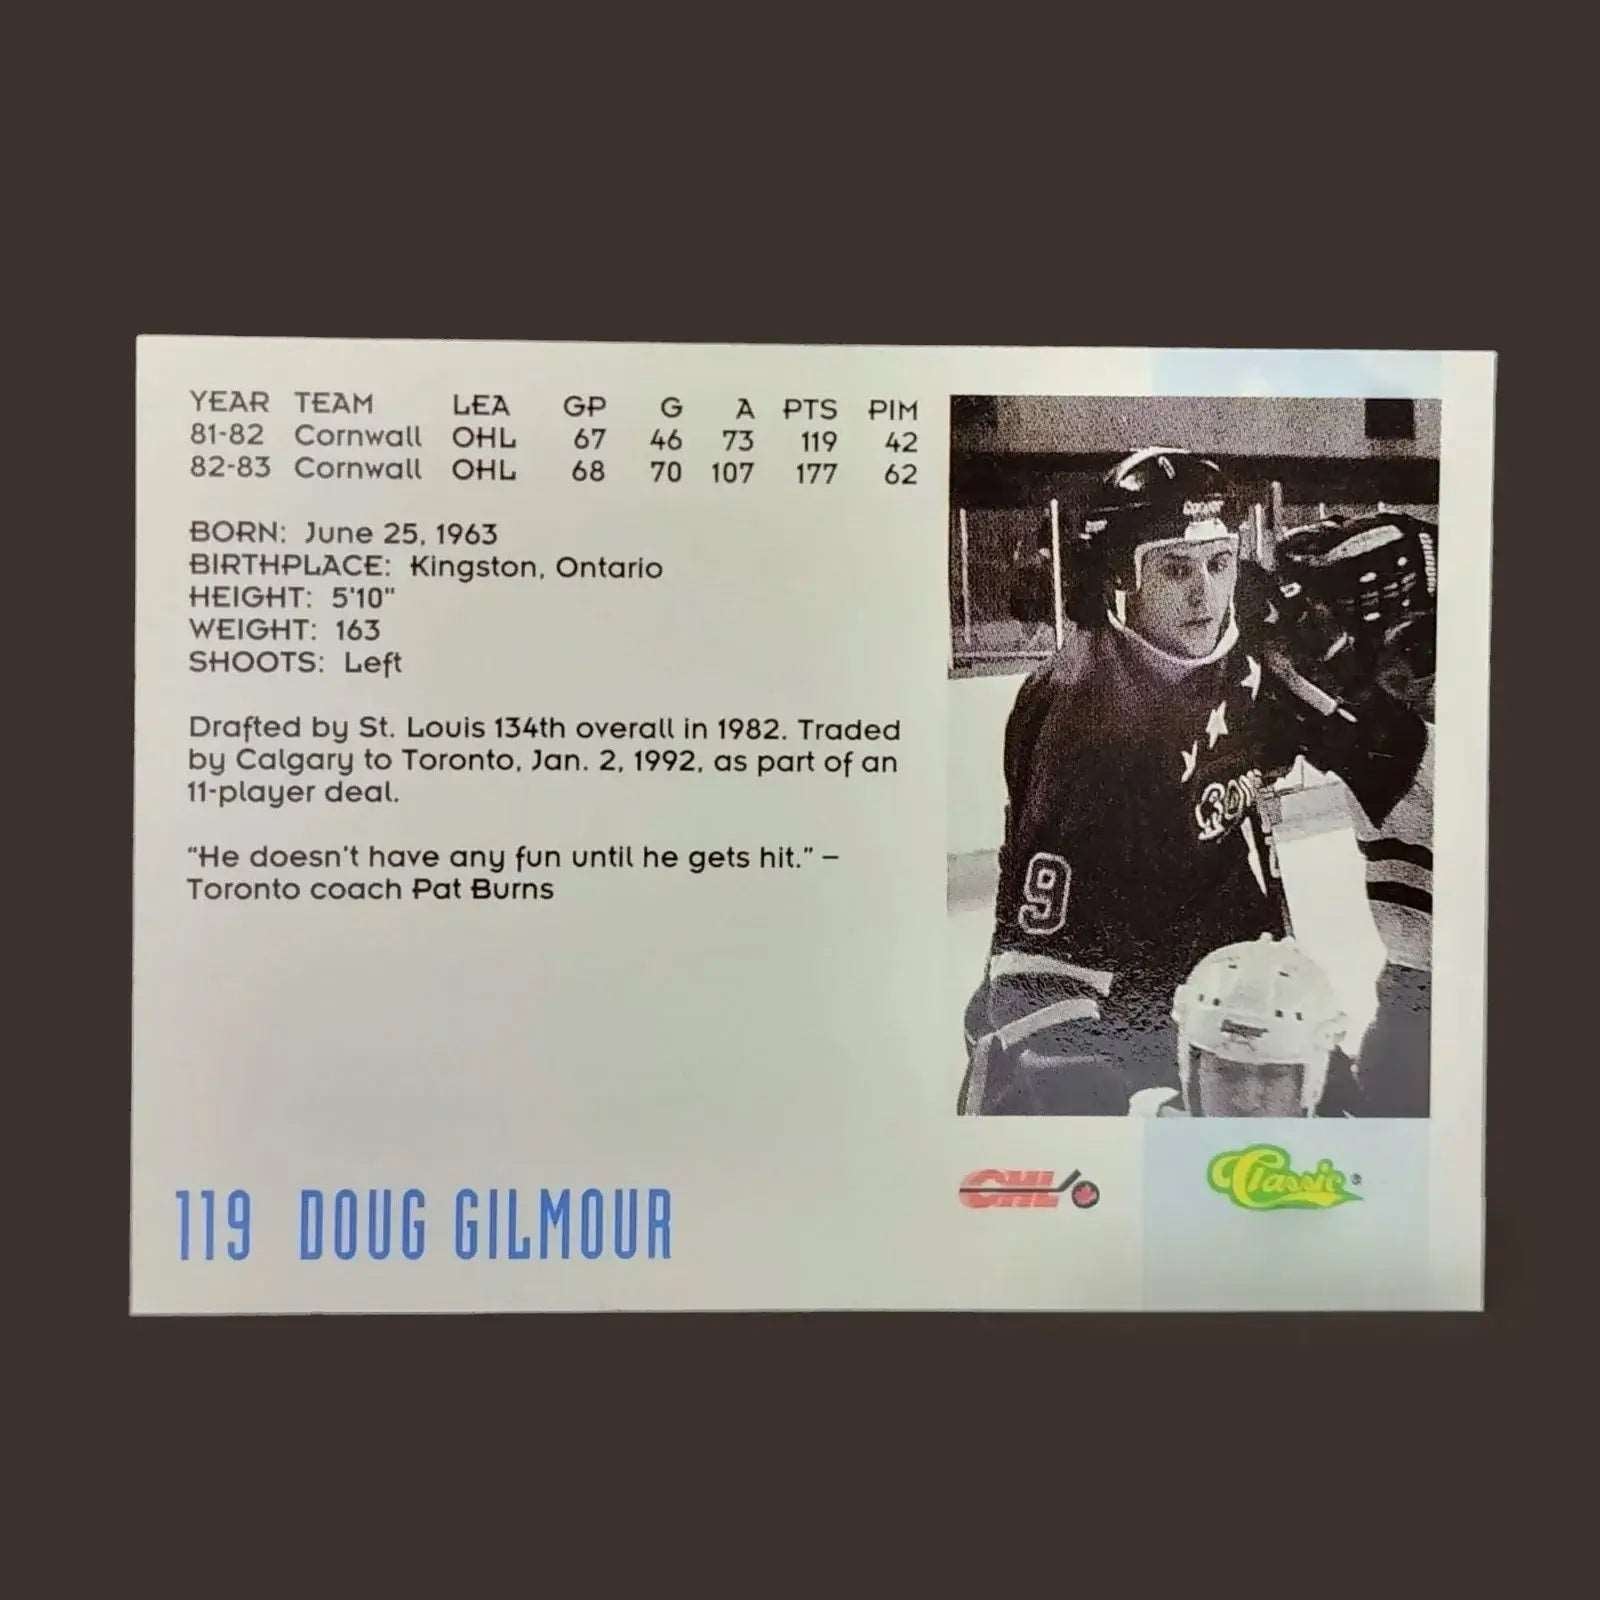 YEAR TEAM LEA GP G A PTS PIM
81-82 Cornwall OHL 67 46 73 119 42
82-83 Cornwall OHL 68 70 107 177 62
BORN: June 25, 1963
BIRTHPLACE: Kingston, Ontario
HEIGHT: 5'10"
WEIGHT: 163
SHOOTS: Left
Drafted by St. Louis 134th overall in 1982. Traded
by Calgary to Toronto, Jan. 2, 1992, as part of an
11-player deal.
"He doesn't have any fun until he gets hit." –
Toronto coach Pat Burns
9
119 DOUG GILMOUR
CHL
Classic®